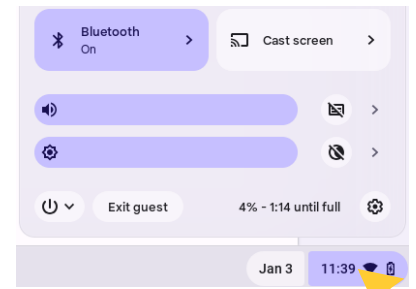 Bluetooth
On
Cast screen
Exit guest
4% - 1:14 until full
Jan 3
11:39